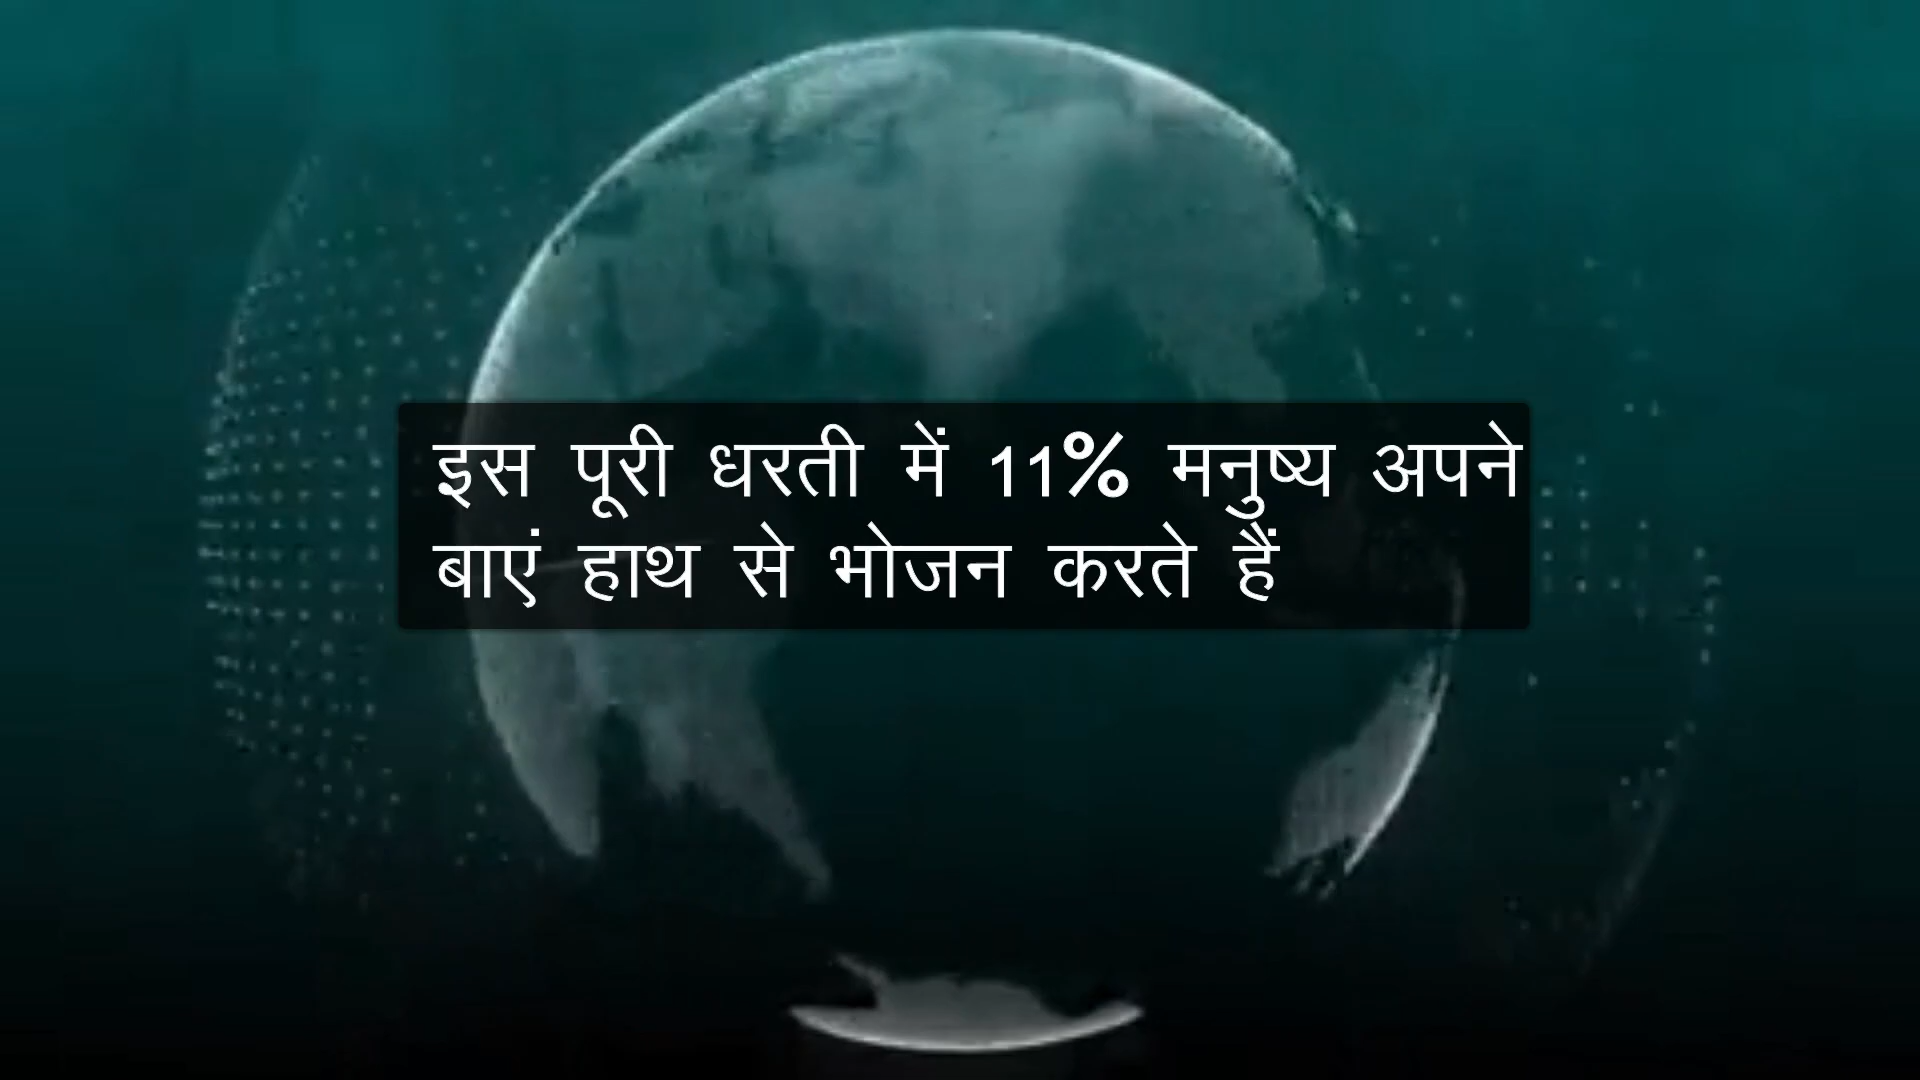 इस पूरी धरती में 11% मनुष्य अपने
बाएं हाथ से भोजन करते हैं